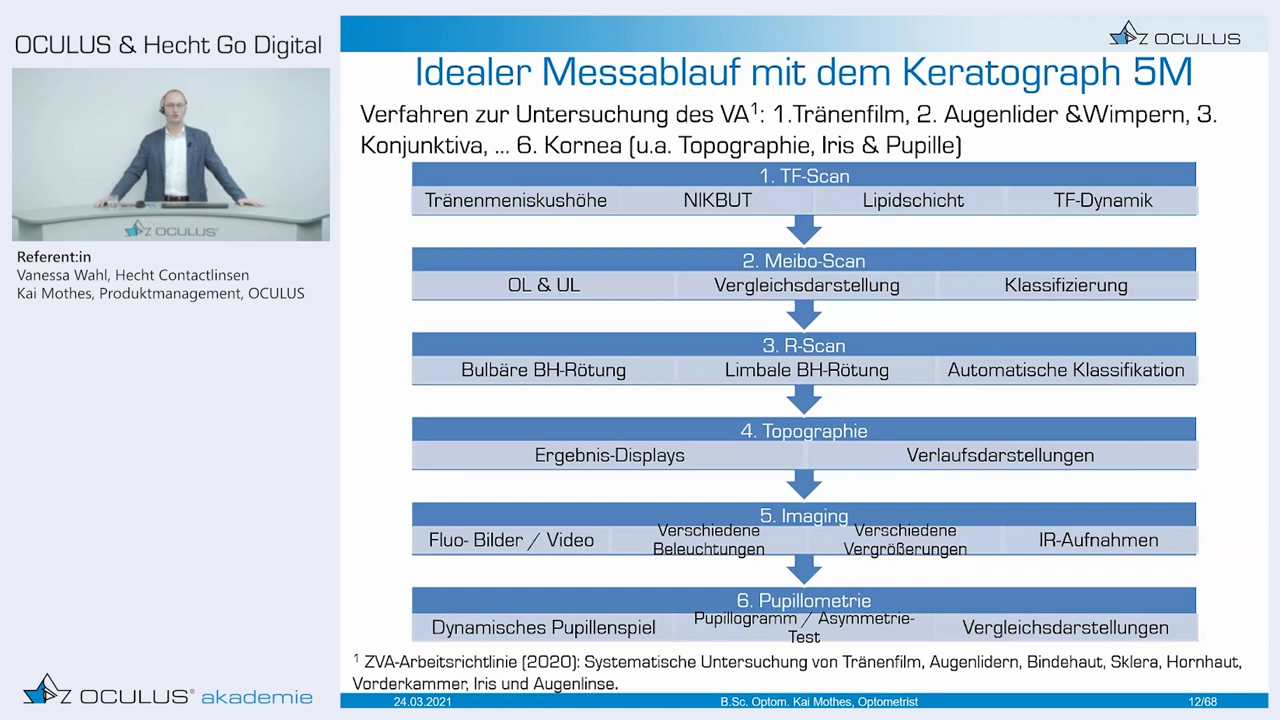 OCULUS & Hecht Go Digital
OCULUS
Referent:in
Vanessa Wahl, Hecht Contactlinsen
Kai Mothes, Produktmanagement, OCULUS
OCULUS® akademie
OCULUS
Idealer Messablauf mit dem Keratograph 5M
Verfahren zur Untersuchung des VA¹: 1.Tränenfilm, 2. Augenlider &Wimpern, 3.
Konjunktiva, ... 6. Kornea (u.a. Topographie, Iris & Pupille)
1. TF-Scan
Tränenmeniskushöhe NIKBUT Lipidschicht TF-Dynamik
2. Meibo-Scan
OL & UL Vergleichsdarstellung Klassifizierung
3. R-Scan
Bulbäre BH-Rötung Limbale BH-Rötung Automatische Klassifikation
4. Topographie
Ergebnis-Displays Verlaufsdarstellungen
5. Imaging
Fluo- Bilder / Video Verschiedene Beleuchtungen Verschiedene Vergrößerungen IR-Aufnahmen
6. Pupillometrie
Dynamisches Pupillenspiel Pupillogramm / Asymmetrie-Test Vergleichsdarstellungen
¹ ZVA-Arbeitsrichtlinie (2020): Systematische Untersuchung von Tränenfilm, Augenlidern, Bindehaut, Sklera, Hornhaut,
Vorderkammer, Iris und Augenlinse.
24.03.2021 B.Sc. Optom. Kai Mothes, Optometrist 12/68